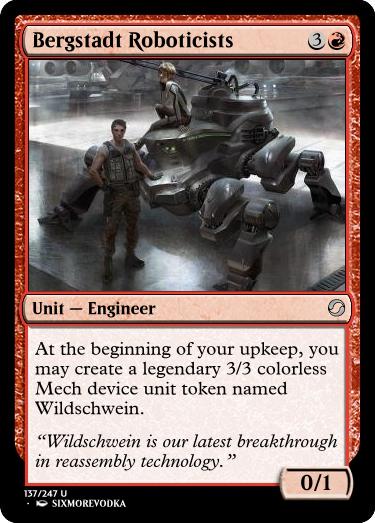 Bergstadt Roboticists 3
Unit — Engineer
At the beginning of your upkeep, you
may create a legendary 3/3 colorless
Mech device unit token named
Wildschwein.
“Wildschwein is our latest breakthrough
in reassembly technology.”
0/1
137/247 U
· SIXMOREVODKA